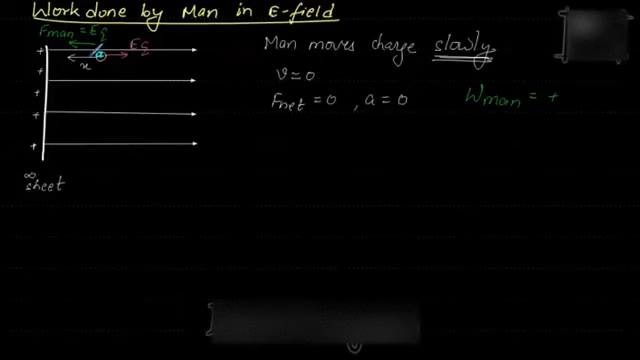 Work done by Man in E-field
Fman = Eq
Eq
x
Man moves charge slowly
v=0
Fnet = 0 , a = 0
Wman = +
∞
sheet